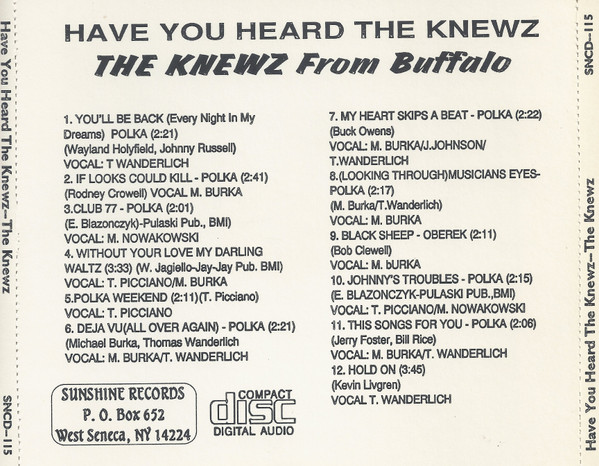 HAVE YOU HEARD THE KNEWZ
THE KNEWZ From Buffalo
1. YOU'LL BE BACK (Every Night In My
Dreams) POLKA (2:21)
(Wayland Holyfield, Johnny Russell)
VOCAL: T WANDERLICH
2. IF LOOKS COULD KILL - POLKA (2:41)
(Rodney Crowell) VOCAL M. BURKA
3.CLUB 77 - POLKA (2:01)
(E. Blazonczyk)-Pulaski Pub., BMI)
VOCAL: M. NOWAKOWSKI
4. WITHOUT YOUR LOVE MY DARLING
WALTZ (3:33) (W. Jagiello-Jay-Jay Pub. BMI)
VOCAL: T. PICCIANO/M. BURKA
5.POLKA WEEKEND (2:11)(T. Picciano)
VOCAL: T. PICCIANO
6. DEJA VU(ALL OVER AGAIN) - POLKA (2:21)
(Michael Burka, Thomas Wanderlich)
VOCAL: M. BURKA/T. WANDERLICH
7. MY HEART SKIPS A BEAT - POLKA (2:22)
(Buck Owens)
VOCAL: M. BURKA/J.JOHNSON/
T.WANDERLICH
8.(LOOKING THROUGH)MUSICIANS EYES-
POLKA (2:17)
(M. Burka/T.Wanderlich)
VOCAL: M. BURKA
9. BLACK SHEEP - OBEREK (2:11)
(Bob Clewell)
VOCAL: M. bURKA
10. JOHNNY'S TROUBLES - POLKA (2:15)
(E. BLAZONCZYK-PULASKI PUB.,BMI)
VOCAL: T. PICCIANO/M. NOWAKOWSKI
11. THIS SONGS FOR YOU - POLKA (2:06)
(Jerry Foster, Bill Rice)
VOCAL: M. BURKA/T. WANDERLICH
12. HOLD ON (3:45)
(Kevin Livgren)
VOCAL T. WANDERLICH
SUNSHINE RECORDS
P. O. Box 652
West Seneca, NY 14224
COMPACT
disc
DIGITAL AUDIO
Have You Heard The Knewz—The Knewz
SNCD—115
SNCD—115
Have You Heard The Knewz—The Knewz